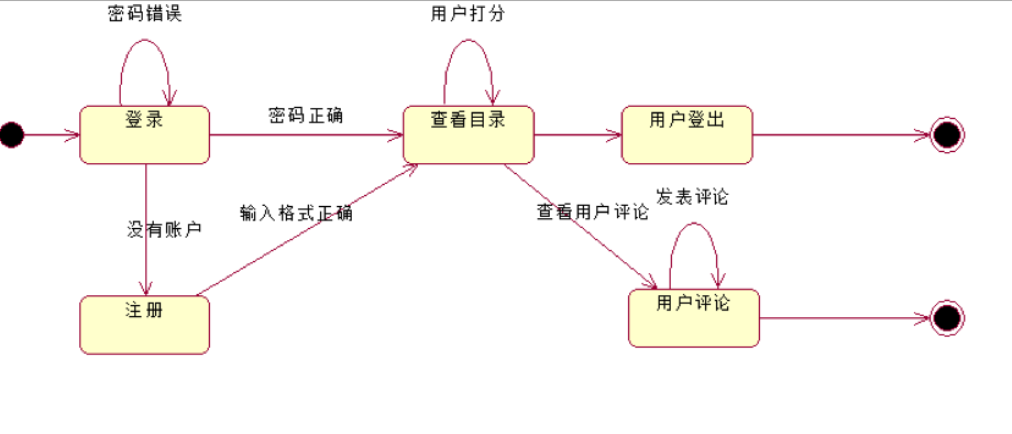 密码错误
用户打分
登录
密码正确
查看目录
用户登出
没有账户
输入格式正确
查看用户评论
发表评论
注册
用户评论